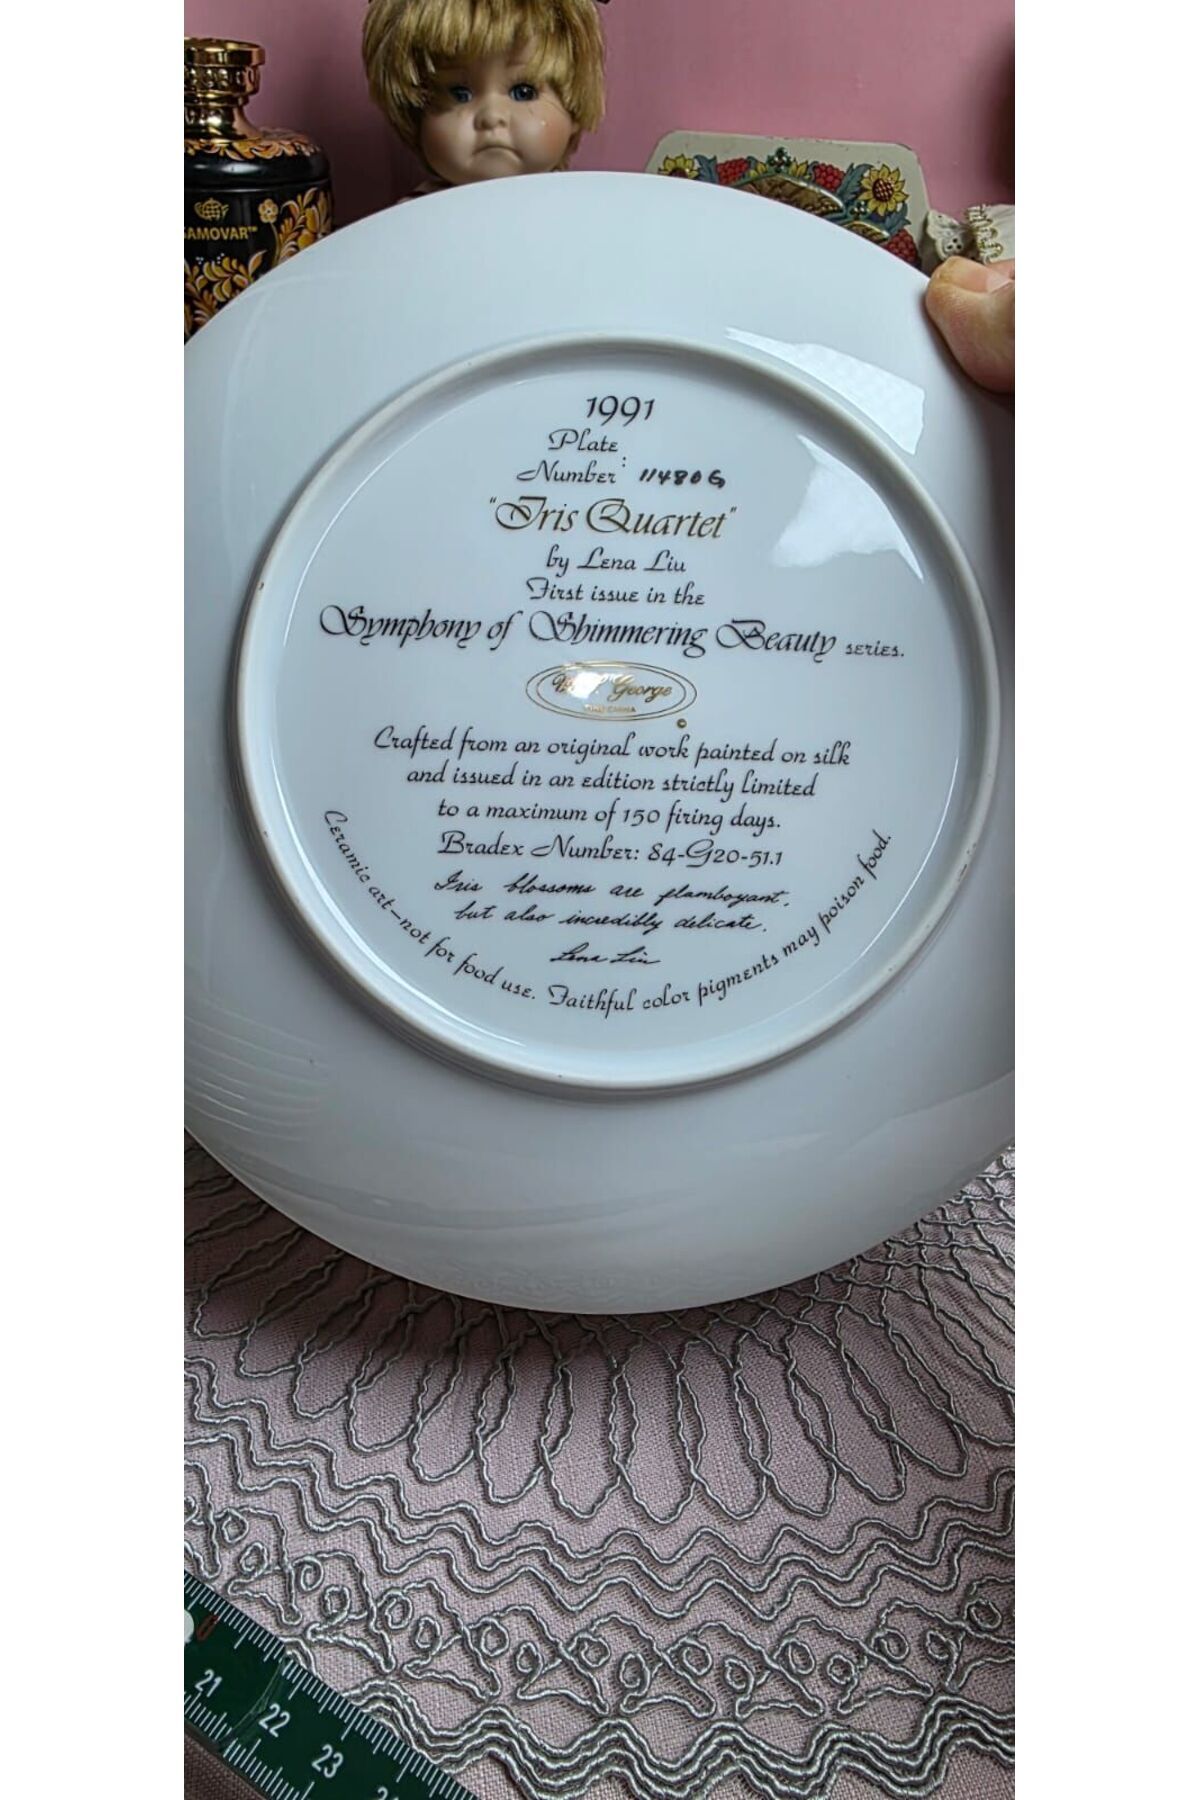 SAMOVAR™
1991
Plate
Number: 11480G
"Iris Quartet"
by Lena Liu
First issue in the
Symphony of Shimmering Beauty series.
George
CHINA
©
Crafted from an original work painted on silk
and issued in an edition strictly limited
to a maximum of 150 firing days.
Bradex Number: 84-G20-51.1
Iris blossoms are flamboyant,
but also incredibly delicate.
Lena Liu
Ceramic art—not for food use. Faithful color pigments may poison food.
21
22
23